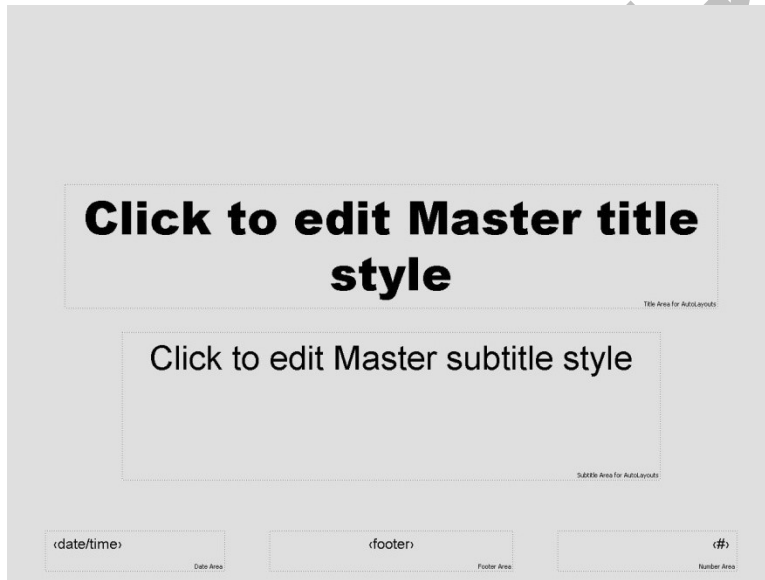 Click to edit Master title
style
Title Area for AutoLayouts
Click to edit Master subtitle style
Subtitle Area for AutoLayouts
‹date/time›
Date Area
‹footer›
Footer Area
‹#›
Number Area